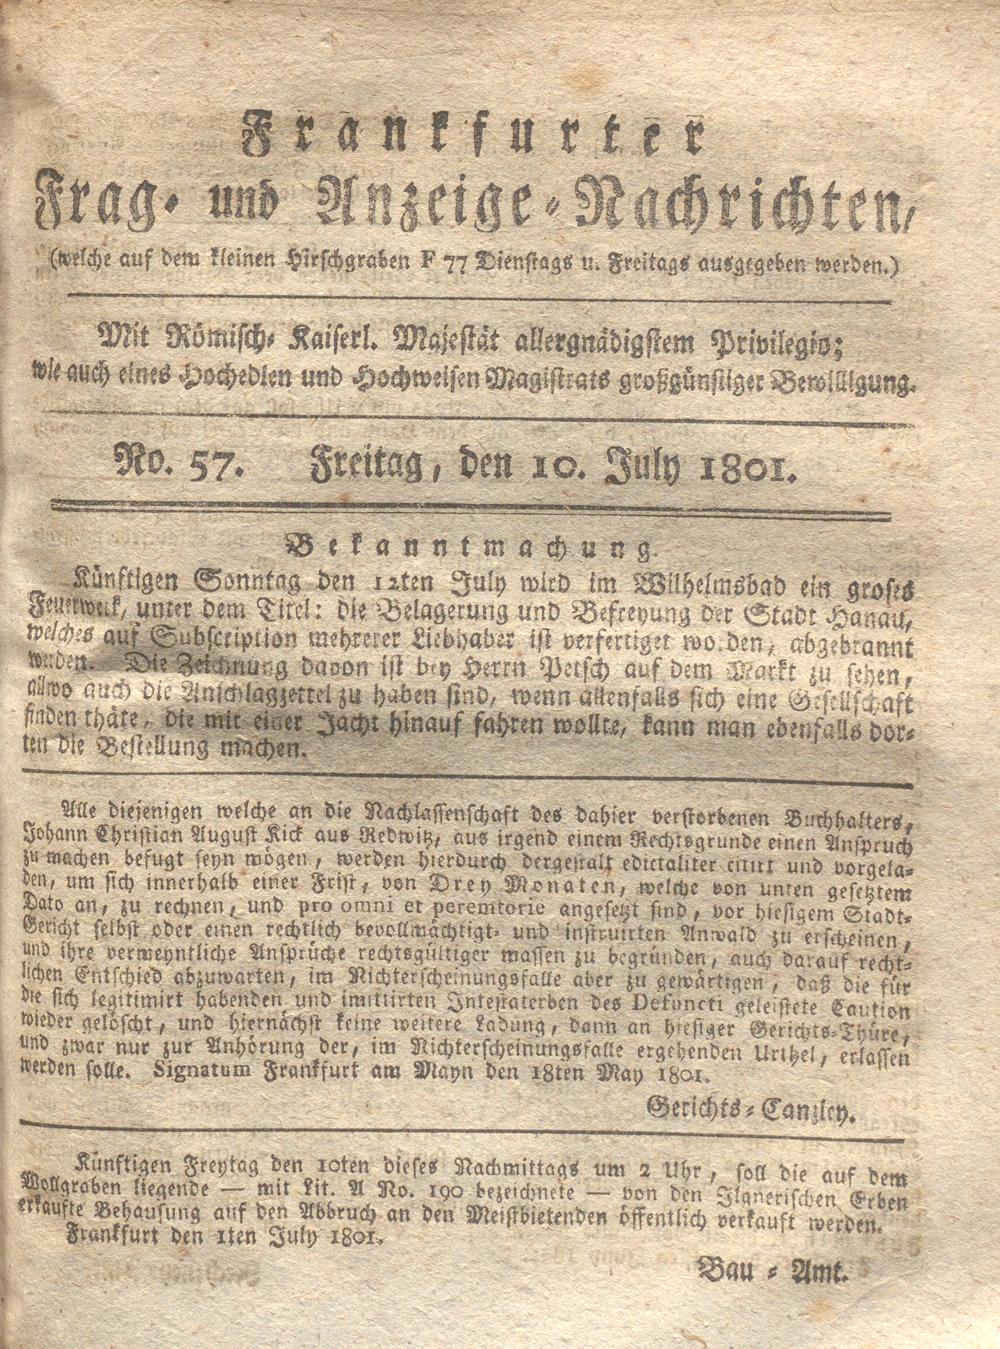 Frankfurter
Frag- und Anzeige-Nachrichten,
(welche auf dem kleinen Hirschgraben F 77 Dienstags u. Freitags ausgegeben werden.)
Mit Römisch-Kaiserl. Majestät allergnädigstem Privilegio;
wie auch eines Hochedlen und Hochweisen Magistrats großgünstiger Bewilligung.
No. 57. Freitag, den 10. July 1801.
Bekanntmachung.
Künftigen Sonntag den 12ten July wird im Wilhelmsbad ein groses
Feuerwerk, unter dem Titel: die Belagerung und Befreyung der Stadt Hanau,
welches auf Subscription mehrerer Liebhaber ist verfertiget worden, abgebrannt
werden. Die Zeichnung davon ist bey Herrn Petsch auf dem Markt zu sehen,
allwo auch die Anschlagzettel zu haben sind, wenn allenfalls sich eine Gesellschaft
finden thäte, die mit einer Jacht hinauf fahren wollte, kann man ebenfalls dor-
ten die Bestellung machen.
Alle diejenigen welche an die Nachlassenschaft des dahier verstorbenen Buchhalters,
Johann Christian August Kick aus Redwitz, aus irgend einem Rechtsgrunde einen Anspruch
zu machen befugt seyn mögen, werden hierdurch dergestalt edictaliter citirt und vorgela-
den, um sich innerhalb einer Frist, von Drey Monaten, welche von unten gesetztem
Dato an, zu rechnen, und pro omni et peremtorie angesetzt sind, vor hiesigem Stadt-
Gericht selbst oder einen rechtlich bevollmächtigt- und instruirten Anwald zu erscheinen,
und ihre vermeyntliche Ansprüche rechtsgültiger massen zu begründen, auch darauf recht-
lichen Entschied abzuwarten, im Nichterscheinungsfalle aber zu gewärtigen, daß die für
die sich legitimirt habenden und imittirten Intestaterben des Defuncti geleistete Caution
wieder gelöscht, und hiernächst keine weitere Ladung, dann an hiesiger Gerichts-Thüre,
und zwar nur zur Anhörung der, im Nichterscheinungsfalle ergehenden Urthel, erlassen
werden solle. Signatum Frankfurt am Mayn den 18ten May 1801.
Gerichts-Canzley.
Künftigen Freytag den 10ten dieses Nachmittags um 2 Uhr, soll die auf dem
Wollgraben liegende — mit Lit. A No. 190 bezeichnete — von den Ilgnerischen Erben
erkaufte Behausung auf den Abbruch an den Meistbietenden öffentlich verkauft werden.
Frankfurt den 1ten July 1801.
Bau-Amt.